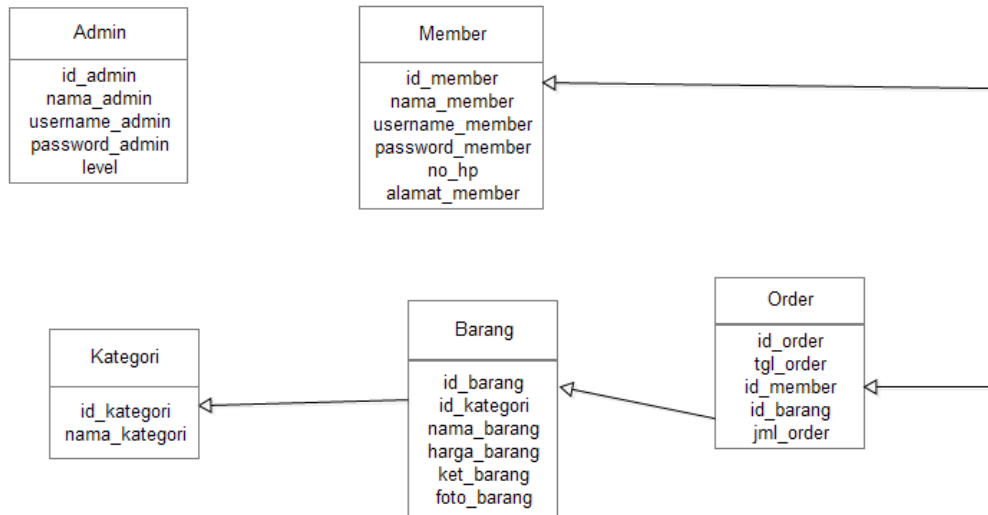 Admin
id_admin
nama_admin
username_admin
password_admin
level
Member
id_member
nama_member
username_member
password_member
no_hp
alamat_member
Kategori
id_kategori
nama_kategori
Barang
id_barang
id_kategori
nama_barang
harga_barang
ket_barang
foto_barang
Order
id_order
tgl_order
id_member
id_barang
jml_order